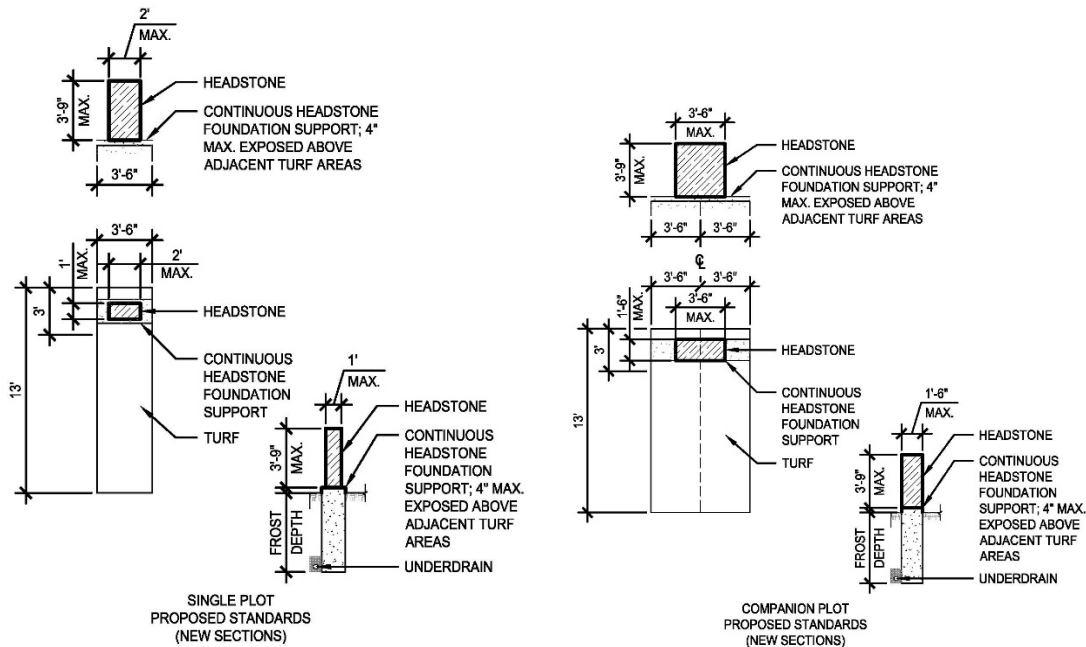 2'
MAX.
3'-9"
MAX.
HEADSTONE
CONTINUOUS HEADSTONE
FOUNDATION SUPPORT; 4"
MAX. EXPOSED ABOVE
ADJACENT TURF AREAS
3'-6"
3'-6"
1'
MAX.
2'
MAX.
3'
13'
HEADSTONE
CONTINUOUS
HEADSTONE
FOUNDATION
SUPPORT
TURF
1'
MAX.
3'-9"
MAX.
FROST
DEPTH
HEADSTONE
CONTINUOUS
HEADSTONE
FOUNDATION
SUPPORT; 4" MAX.
EXPOSED ABOVE
ADJACENT TURF
AREAS
UNDERDRAIN
SINGLE PLOT
PROPOSED STANDARDS
(NEW SECTIONS)
3'-6"
MAX.
3'-9"
MAX.
HEADSTONE
CONTINUOUS HEADSTONE
FOUNDATION SUPPORT; 4"
MAX. EXPOSED ABOVE
ADJACENT TURF AREAS
3'-6" 3'-6"
℄
3'-6" 3'-6"
1'-6"
MAX.
3'-6"
MAX.
3'
13'
HEADSTONE
CONTINUOUS
HEADSTONE
FOUNDATION
SUPPORT
TURF
1'-6"
MAX.
3'-9"
MAX.
FROST
DEPTH
HEADSTONE
CONTINUOUS
HEADSTONE
FOUNDATION
SUPPORT; 4" MAX.
EXPOSED ABOVE
ADJACENT TURF
AREAS
UNDERDRAIN
COMPANION PLOT
PROPOSED STANDARDS
(NEW SECTIONS)